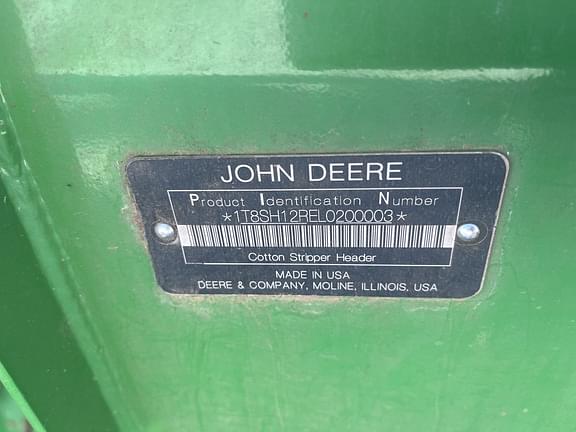 JOHN DEERE
Product Identification Number
*1T8SH12REL0200003*
Cotton Stripper Header
MADE IN USA
DEERE & COMPANY, MOLINE, ILLINOIS, USA